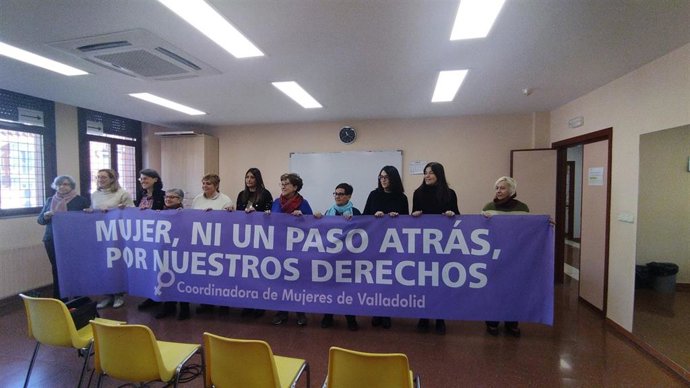 MUJER, NI UN PASO ATRÁS,
POR NUESTROS DERECHOS
Coordinadora de Mujeres de Valladolid